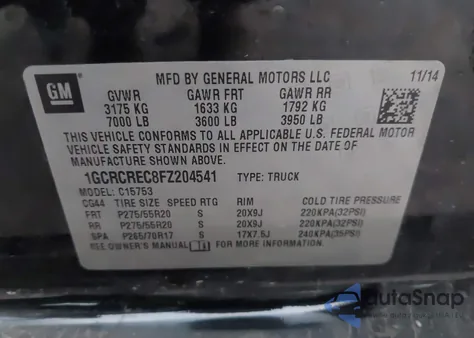 GM
MFD BY GENERAL MOTORS LLC
11/14
GVWR GAWR FRT GAWR RR
3175 KG 1633 KG 1792 KG
7000 LB 3600 LB 3950 LB
THIS VEHICLE CONFORMS TO ALL APPLICABLE U.S. FEDERAL MOTOR
VEHICLE SAFETY STANDARDS IN EFFECT ON THE DATE OF
MANUFACTURE SHOWN ABOVE.
1GCRCREC8FZ204541 TYPE: TRUCK
MODEL: C15753
CG44 TIRE SIZE SPEED RTG RIM COLD TIRE PRESSURE
FRT P275/55R20 S 20X9J 220KPA(32PSI)
RR P275/55R20 S 20X9J 220KPA(32PSI)
SPA P265/70R17 S 17X7.5J 240KPA(35PSI)
SEE OWNER'S MANUAL FOR MORE INFORMATION.
AutoSnap